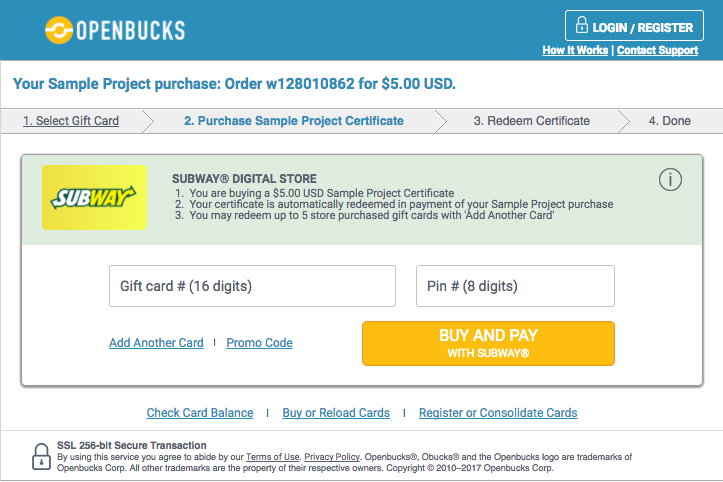 OPENBUCKS
LOGIN / REGISTER
How It Works | Contact Support
Your Sample Project purchase: Order w128010862 for $5.00 USD.
1. Select Gift Card
2. Purchase Sample Project Certificate
3. Redeem Certificate
4. Done
SUBWAY
SUBWAY® DIGITAL STORE
1. You are buying a $5.00 USD Sample Project Certificate
2. Your certificate is automatically redeemed in payment of your Sample Project purchase
3. You may redeem up to 5 store purchased gift cards with 'Add Another Card'
i
Gift card # (16 digits)
Pin # (8 digits)
Add Another Card | Promo Code
BUY AND PAY
WITH SUBWAY®
Check Card Balance | Buy or Reload Cards | Register or Consolidate Cards
SSL 256-bit Secure Transaction
By using this service you agree to abide by our Terms of Use. Privacy Policy. Openbucks®, Obucks® and the Openbucks logo are trademarks of
Openbucks Corp. All other trademarks are the property of their respective owners. Copyright © 2010–2017 Openbucks Corp.